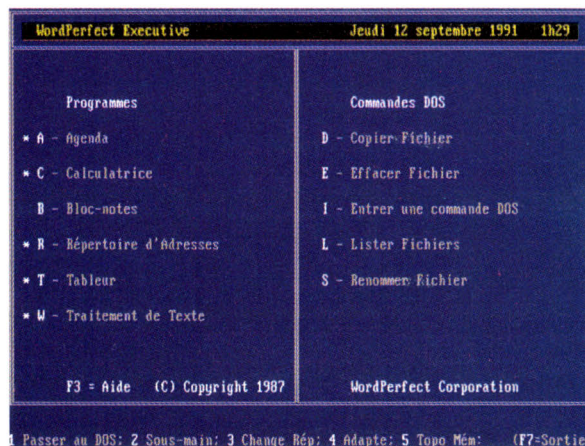 WordPerfect Executive Jeudi 12 septembre 1991 1h29
Programmes
* A - Agenda
* C - Calculatrice
B - Bloc-notes
* R - Répertoire d'Adresses
* T - Tableur
* W - Traitement de Texte
F3 = Aide (C) Copyright 1987
Commandes DOS
D - Copier Fichier
E - Effacer Fichier
I - Entrer une commande DOS
L - Lister Fichiers
S - Renommer Fichier
WordPerfect Corporation
1 Passer au DOS; 2 Sous-main; 3 Change Rép; 4 Adapte; 5 Topo Mém: (F7=Sortie